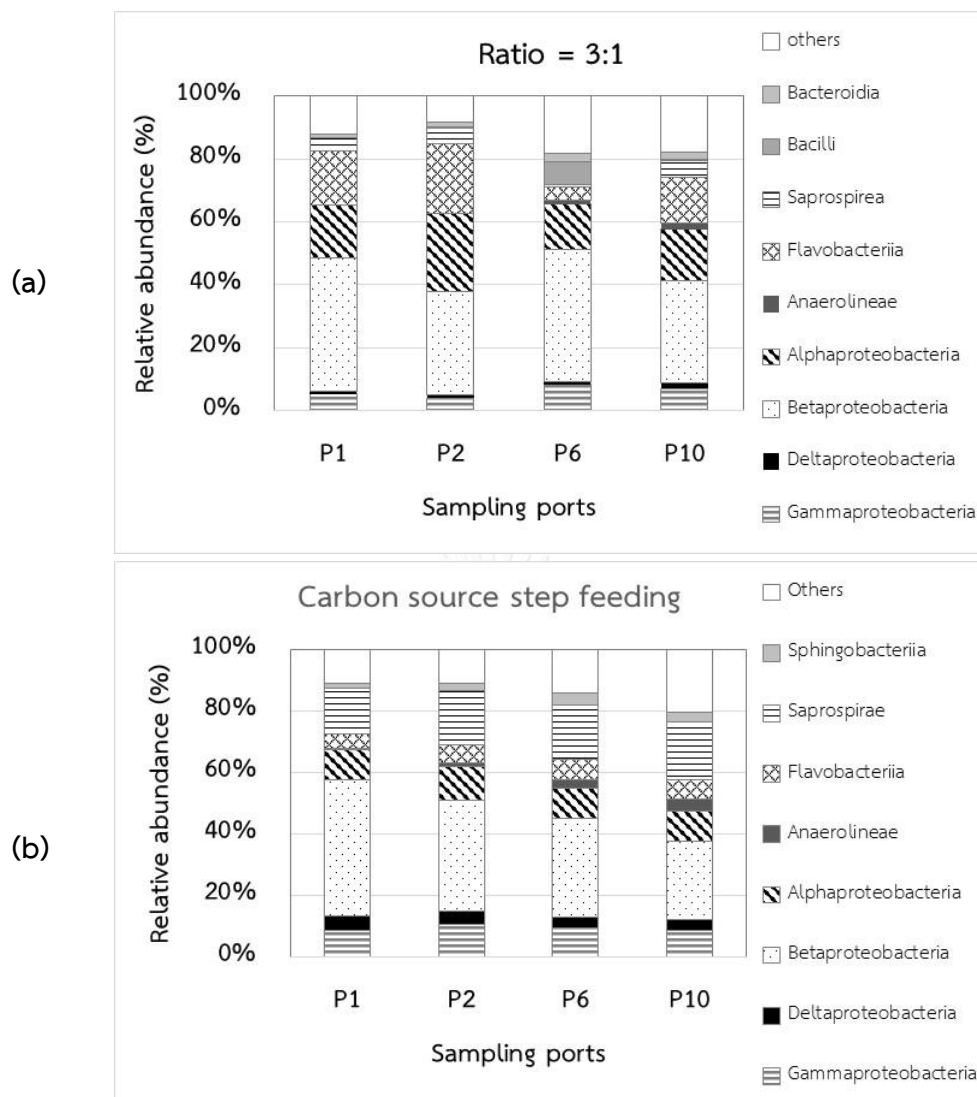 (a)
Ratio = 3:1
Relative abundance (%)
100%
80%
60%
40%
20%
0%
P1 P2 P6 P10
Sampling ports
others
Bacteroidia
Bacilli
Saprospirea
Flavobacteriia
Anaerolineae
Alphaproteobacteria
Betaproteobacteria
Deltaproteobacteria
Gammaproteobacteria
(b)
Carbon source step feeding
Relative abundance (%)
100%
80%
60%
40%
20%
0%
P1 P2 P6 P10
Sampling ports
Others
Sphingobacteriia
Saprospirae
Flavobacteriia
Anaerolineae
Alphaproteobacteria
Betaproteobacteria
Deltaproteobacteria
Gammaproteobacteria